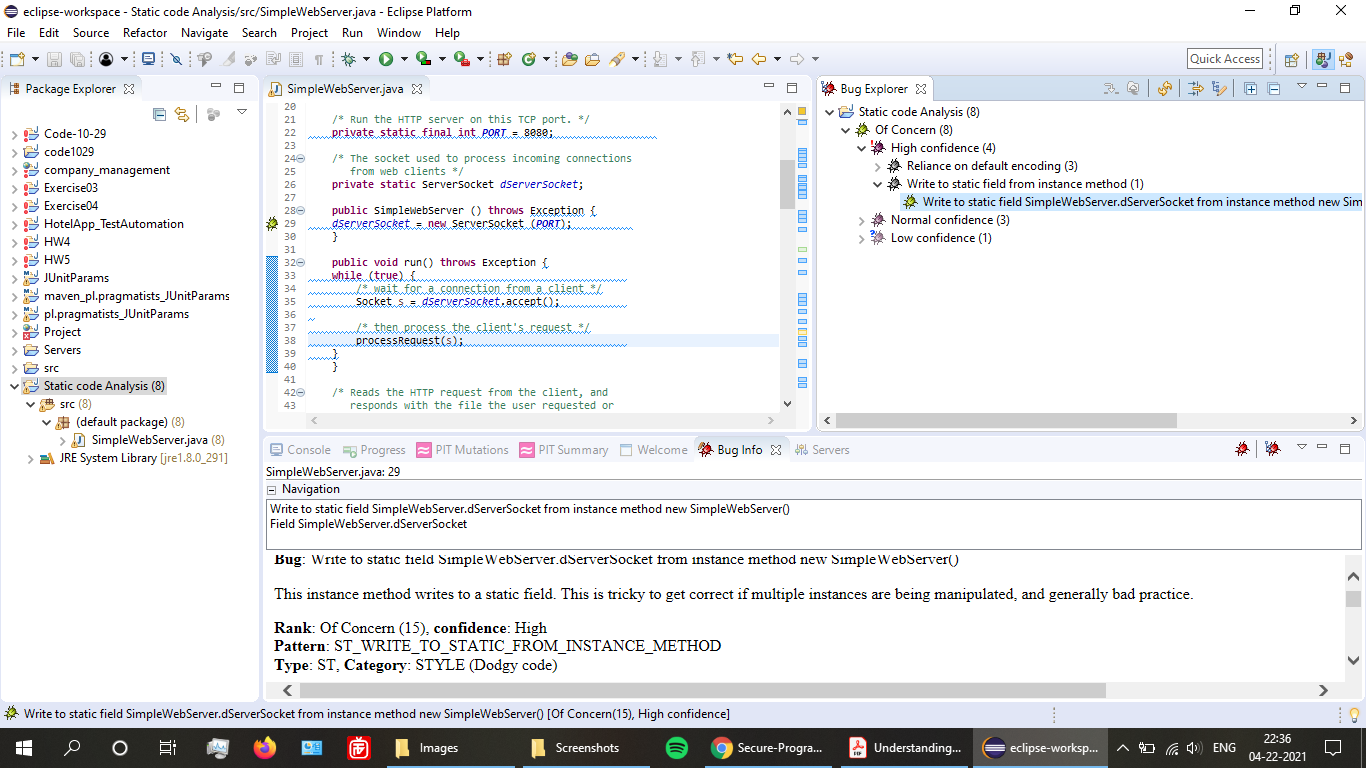 eclipse-workspace - Static code Analysis/src/SimpleWebServer.java - Eclipse Platform
File Edit Source Refactor Navigate Search Project Run Window Help
Quick Access
Package Explorer
Code-10-29
code1029
company_management
Exercise03
Exercise04
HotelApp_TestAutomation
HW4
HW5
JUnitParams
maven_pl.pragmatists_JUnitParams
pl.pragmatists_JUnitParams
Project
Servers
src
Static code Analysis (8)
src (8)
(default package) (8)
SimpleWebServer.java (8)
JRE System Library [jre1.8.0_291]
SimpleWebServer.java
20
21 /* Run the HTTP server on this TCP port. */
22 private static final int PORT = 8080;
23
24 /* The socket used to process incoming connections
25 from web clients */
26 private static ServerSocket dServerSocket;
27
28 public SimpleWebServer () throws Exception {
29 dServerSocket = new ServerSocket (PORT);
30 }
31
32 public void run() throws Exception {
33 while (true) {
34 /* wait for a connection from a client */
35 Socket s = dServerSocket.accept();
36
37 /* then process the client's request */
38 processRequest(s);
39 }
40 }
41
42 /* Reads the HTTP request from the client, and
43 responds with the file the user requested or
Bug Explorer
Static code Analysis (8)
Of Concern (8)
High confidence (4)
Reliance on default encoding (3)
Write to static field from instance method (1)
Write to static field SimpleWebServer.dServerSocket from instance method new Sim
Normal confidence (3)
Low confidence (1)
Console Progress PIT Mutations PIT Summary Welcome Bug Info Servers
SimpleWebServer.java: 29
Navigation
Write to static field SimpleWebServer.dServerSocket from instance method new SimpleWebServer()
Field SimpleWebServer.dServerSocket
Bug: Write to static field SimpleWebServer.dServerSocket from instance method new SimpleWebServer()
This instance method writes to a static field. This is tricky to get correct if multiple instances are being manipulated, and generally bad practice.
Rank: Of Concern (15), confidence: High
Pattern: ST_WRITE_TO_STATIC_FROM_INSTANCE_METHOD
Type: ST, Category: STYLE (Dodgy code)
Write to static field SimpleWebServer.dServerSocket from instance method new SimpleWebServer() [Of Concern(15), High confidence]
Images Screenshots Secure-Progra... Understanding... eclipse-worksp... ENG 22:36
04-22-2021